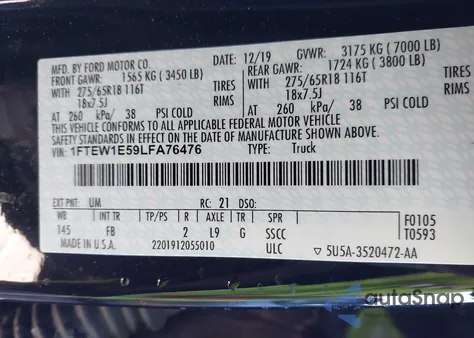 MFD. BY FORD MOTOR CO.
12/19 GVWR: 3175 KG ( 7000 LB)
FRONT GAWR: 1565 KG ( 3450 LB)
REAR GAWR: 1724 KG ( 3800 LB)
WITH 275/65R18 116T TIRES
WITH 275/65R18 116T TIRES
18x7.5J RIMS
18x7.5J RIMS
AT 260 kPa/ 38 PSI COLD
AT 260 kPa/ 38 PSI COLD
THIS VEHICLE CONFORMS TO ALL APPLICABLE FEDERAL MOTOR VEHICLE
SAFETY STANDARDS IN EFFECT ON THE DATE OF MANUFACTURE SHOWN ABOVE.
VIN: 1FTEW1E59LFA76476
TYPE: Truck
EXT PNT: UM RC: 21 DSO:
WB INT TR TP/PS R AXLE TR SPR
145 FB 2 L9 G SSCC
F0105
T0593
MADE IN U.S.A. 2201912055010 ULC
5U5A-3520472-AA
autoSnap